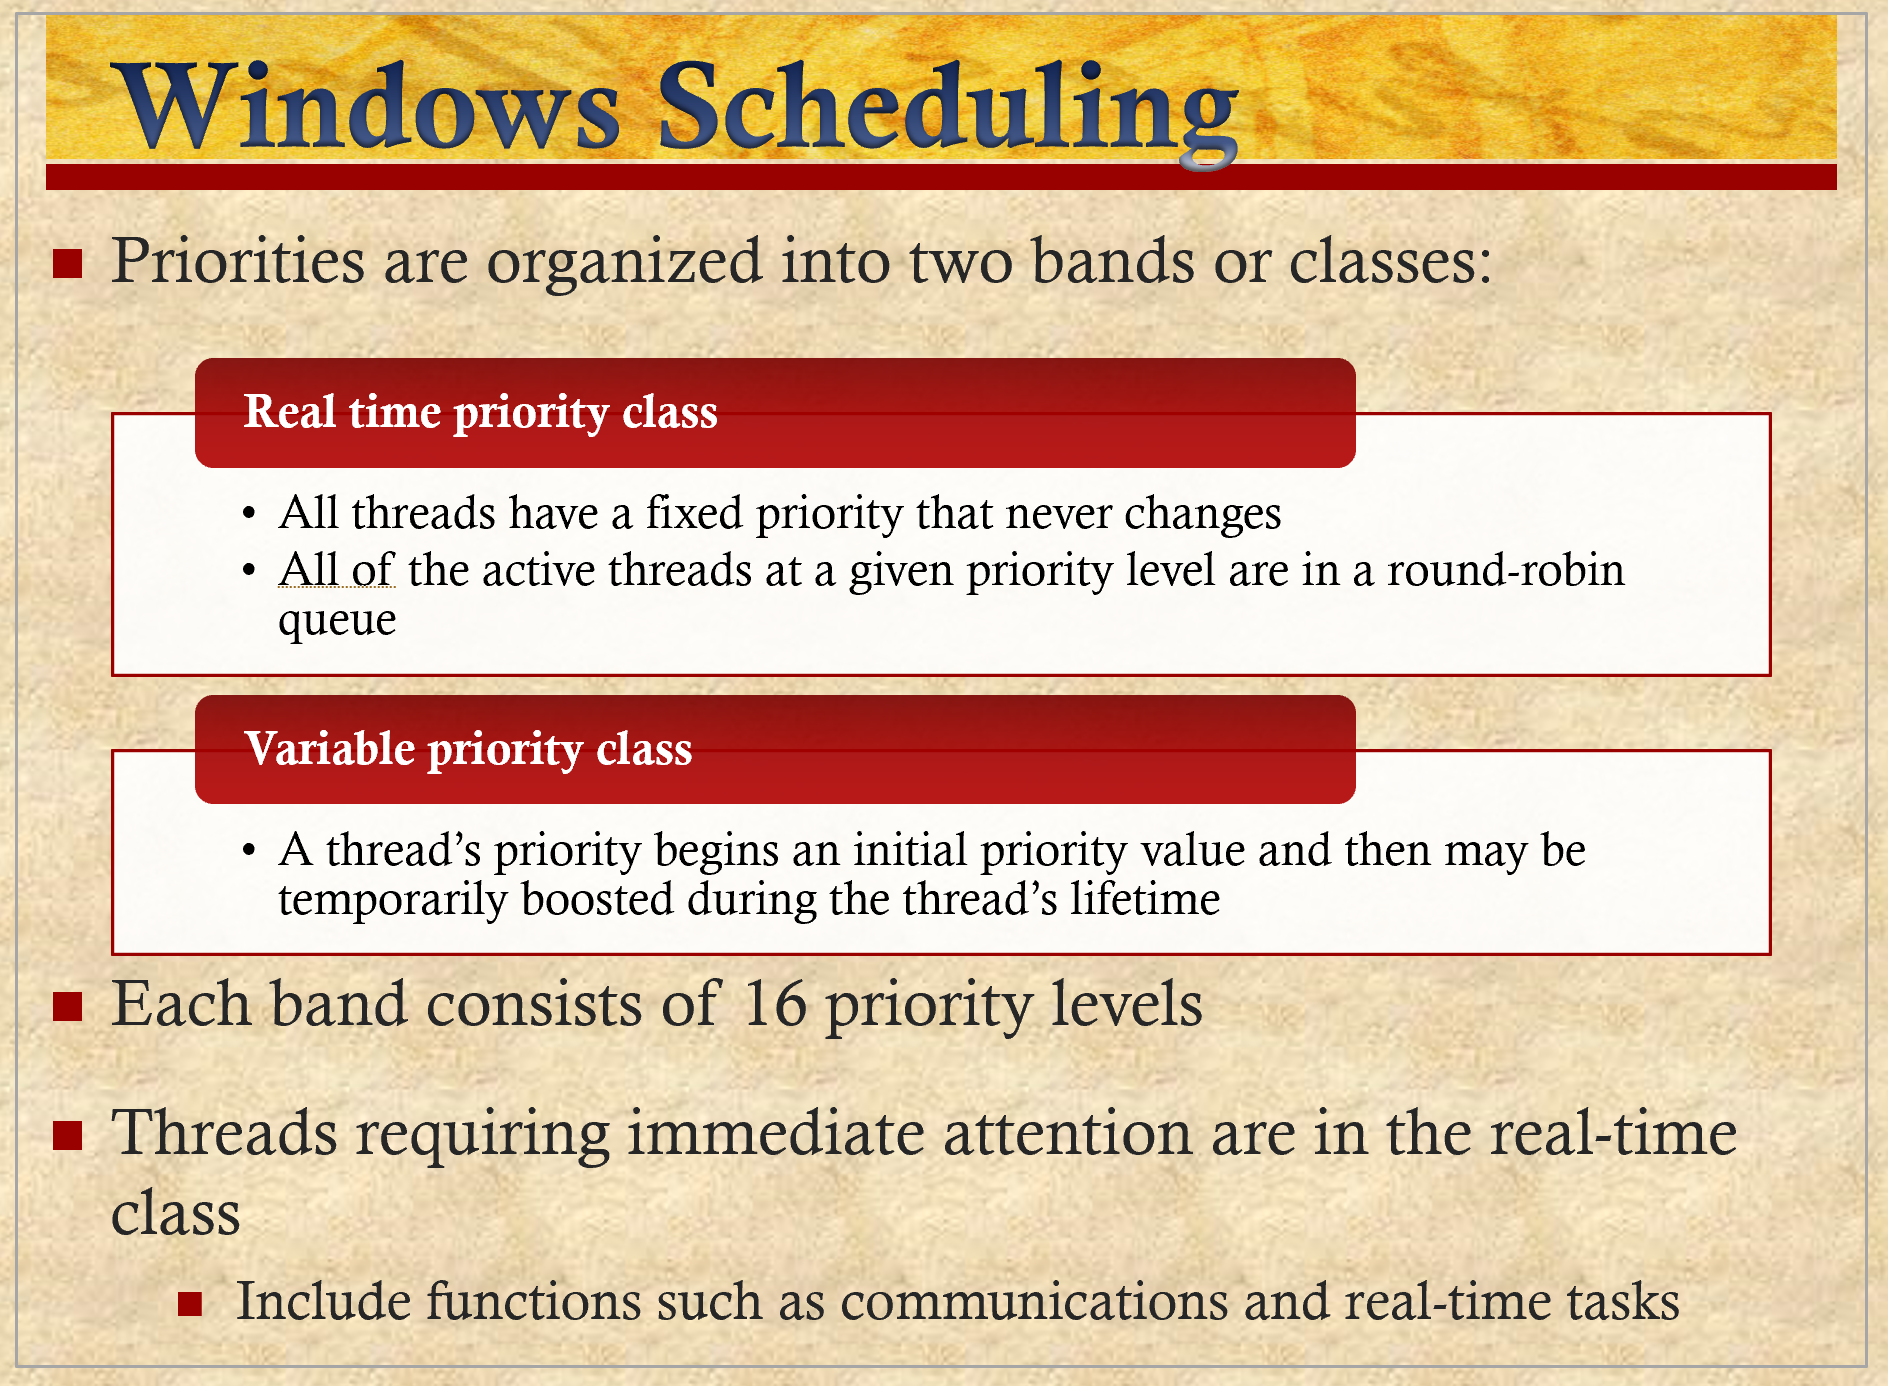 Windows Scheduling
Priorities are organized into two bands or classes:
Real time priority class
• All threads have a fixed priority that never changes
• All of the active threads at a given priority level are in a round-robin
queue
Variable priority class
• A thread’s priority begins an initial priority value and then may be
temporarily boosted during the thread’s lifetime
Each band consists of 16 priority levels
Threads requiring immediate attention are in the real-time
class
Include functions such as communications and real-time tasks